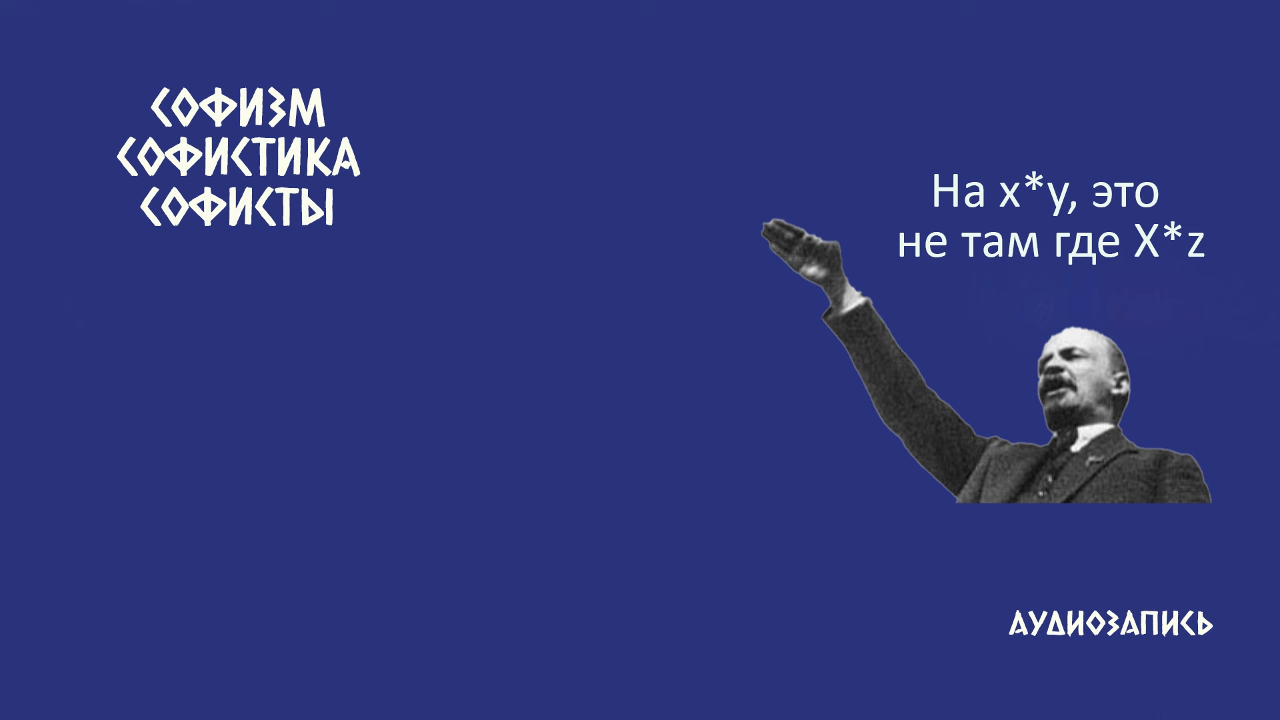 СОФИЗМ
СОФИСТИКА
СОФИСТЫ
На х*у, это
не там где Х*z
АУДИОЗАПИСЬ